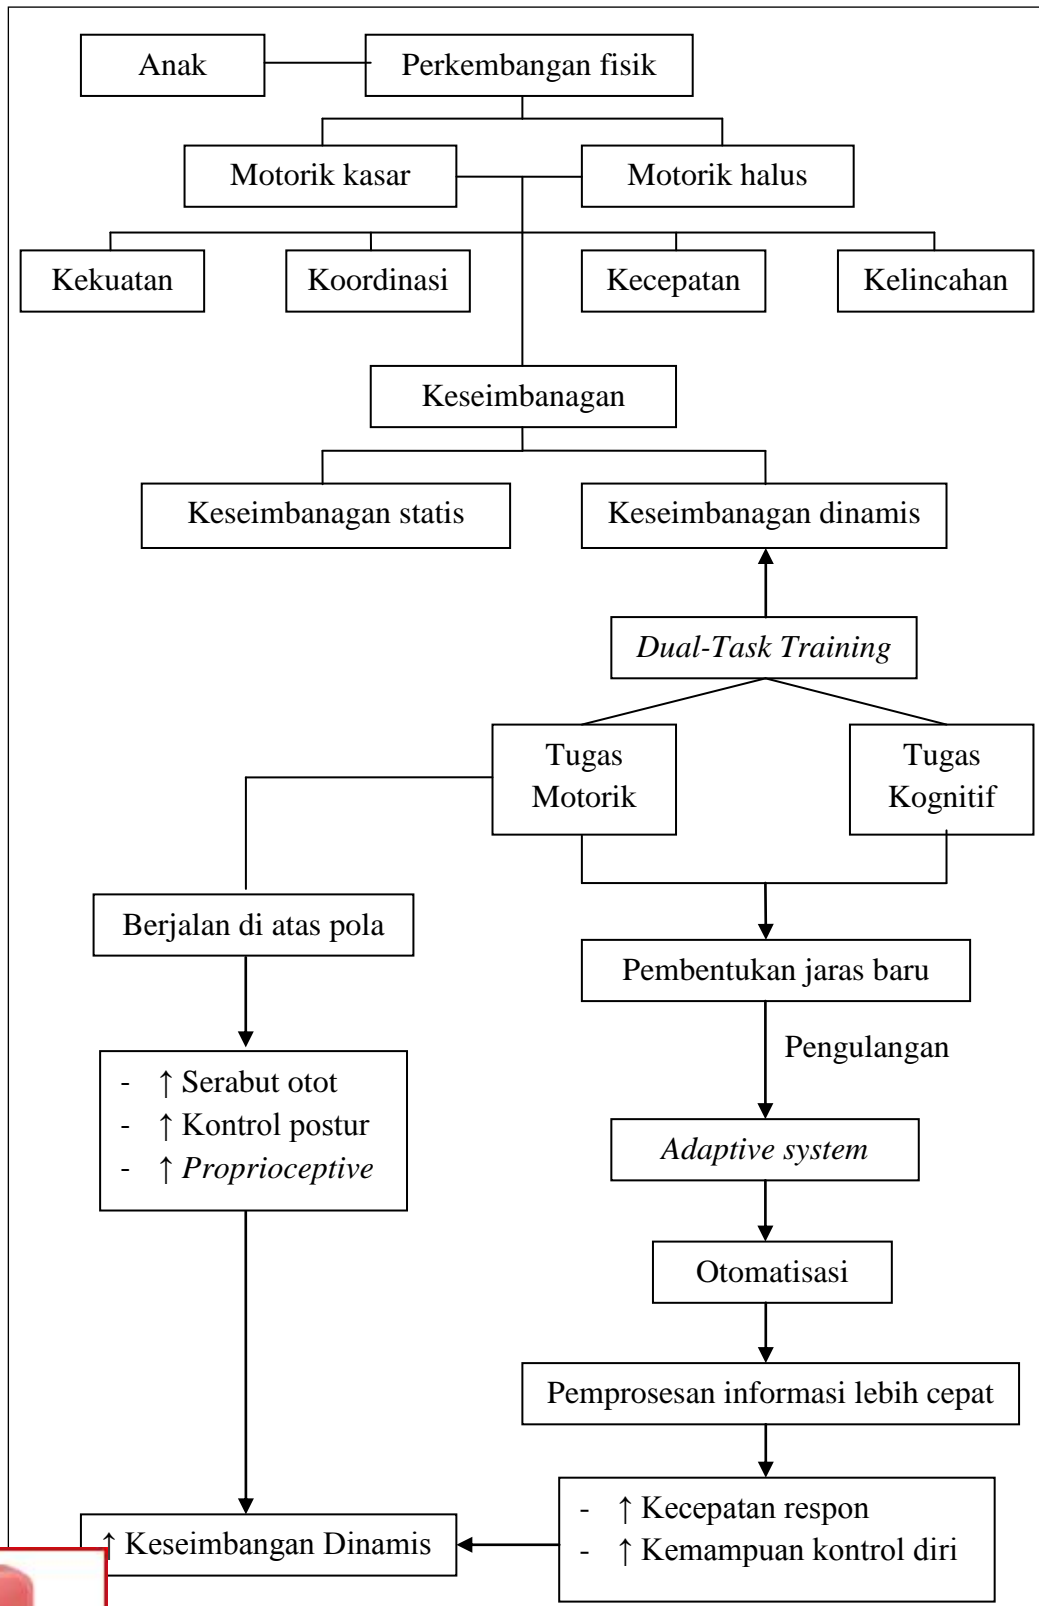 Anak
Perkembangan fisik
Motorik kasar
Motorik halus
Kekuatan
Koordinasi
Kecepatan
Kelincahan
Keseimbanagan
Keseimbanagan statis
Keseimbanagan dinamis
Dual-Task Training
Tugas
Motorik
Tugas
Kognitif
Berjalan di atas pola
Pembentukan jaras baru
Pengulangan
- ↑ Serabut otot
- ↑ Kontrol postur
- ↑ Proprioceptive
Adaptive system
Otomatisasi
Pemprosesan informasi lebih cepat
- ↑ Kecepatan respon
- ↑ Kemampuan kontrol diri
↑ Keseimbangan Dinamis